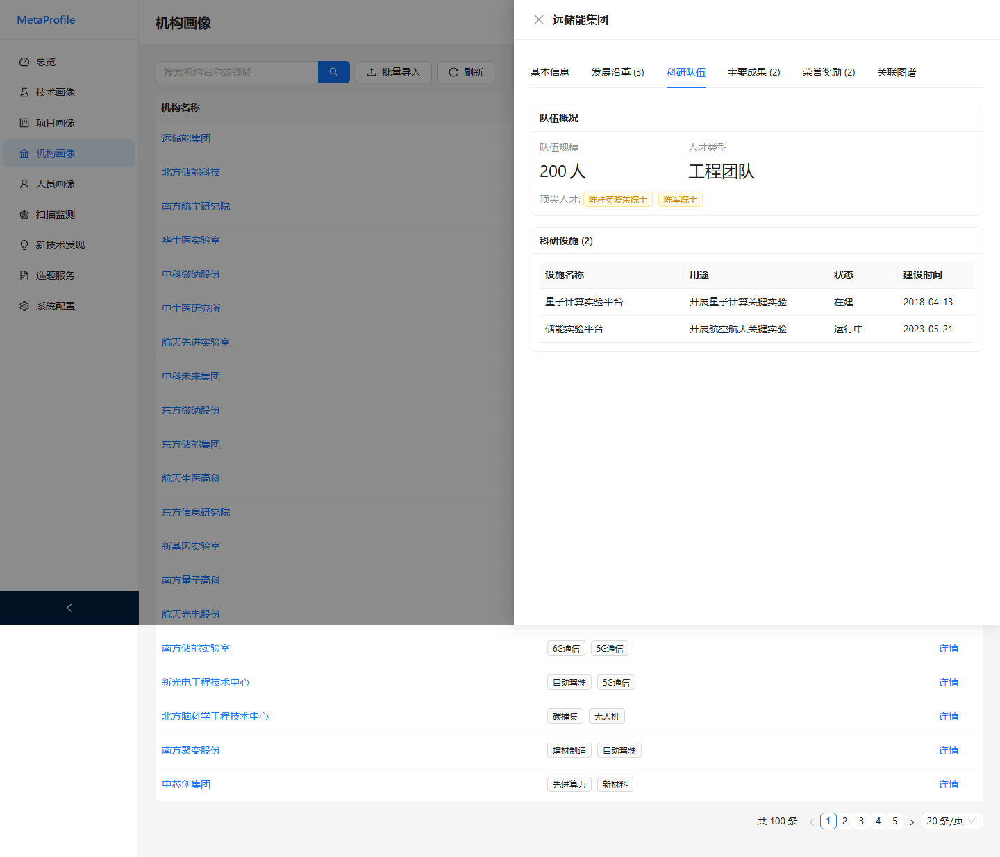 MetaProfile
总览
技术画像
项目画像
机构画像
人员画像
扫描监测
新技术发现
选题服务
系统配置
机构画像
搜索机构名称或领域
批量导入
刷新
机构名称
远储能集团
北方储能科技
南方航宇研究院
华生医实验室
中科微纳股份
中生医研究所
航天先进实验室
中科未来集团
东方微纳股份
东方储能集团
航天生医高科
东方信息研究院
新基因实验室
南方量子高科
航天光电股份
南方储能实验室 6G通信 5G通信 详情
新光电工程技术中心 自动驾驶 5G通信 详情
北方脑科学工程技术中心 碳捕集 无人机 详情
南方聚变股份 增材制造 自动驾驶 详情
中芯创集团 先进算力 新材料 详情
共 100 条 1 2 3 4 5 20 条/页
远储能集团
基本信息 发展沿革 (3) 科研队伍 主要成果 (2) 荣誉奖励 (2) 关联图谱
队伍概况
队伍规模 人才类型
200 人 工程团队
顶尖人才: 陈桂英晓东院士 陈军院士
科研设施 (2)
设施名称 用途 状态 建设时间
量子计算实验平台 开展量子计算关键实验 在建 2018-04-13
储能实验平台 开展航空航天关键实验 运行中 2023-05-21